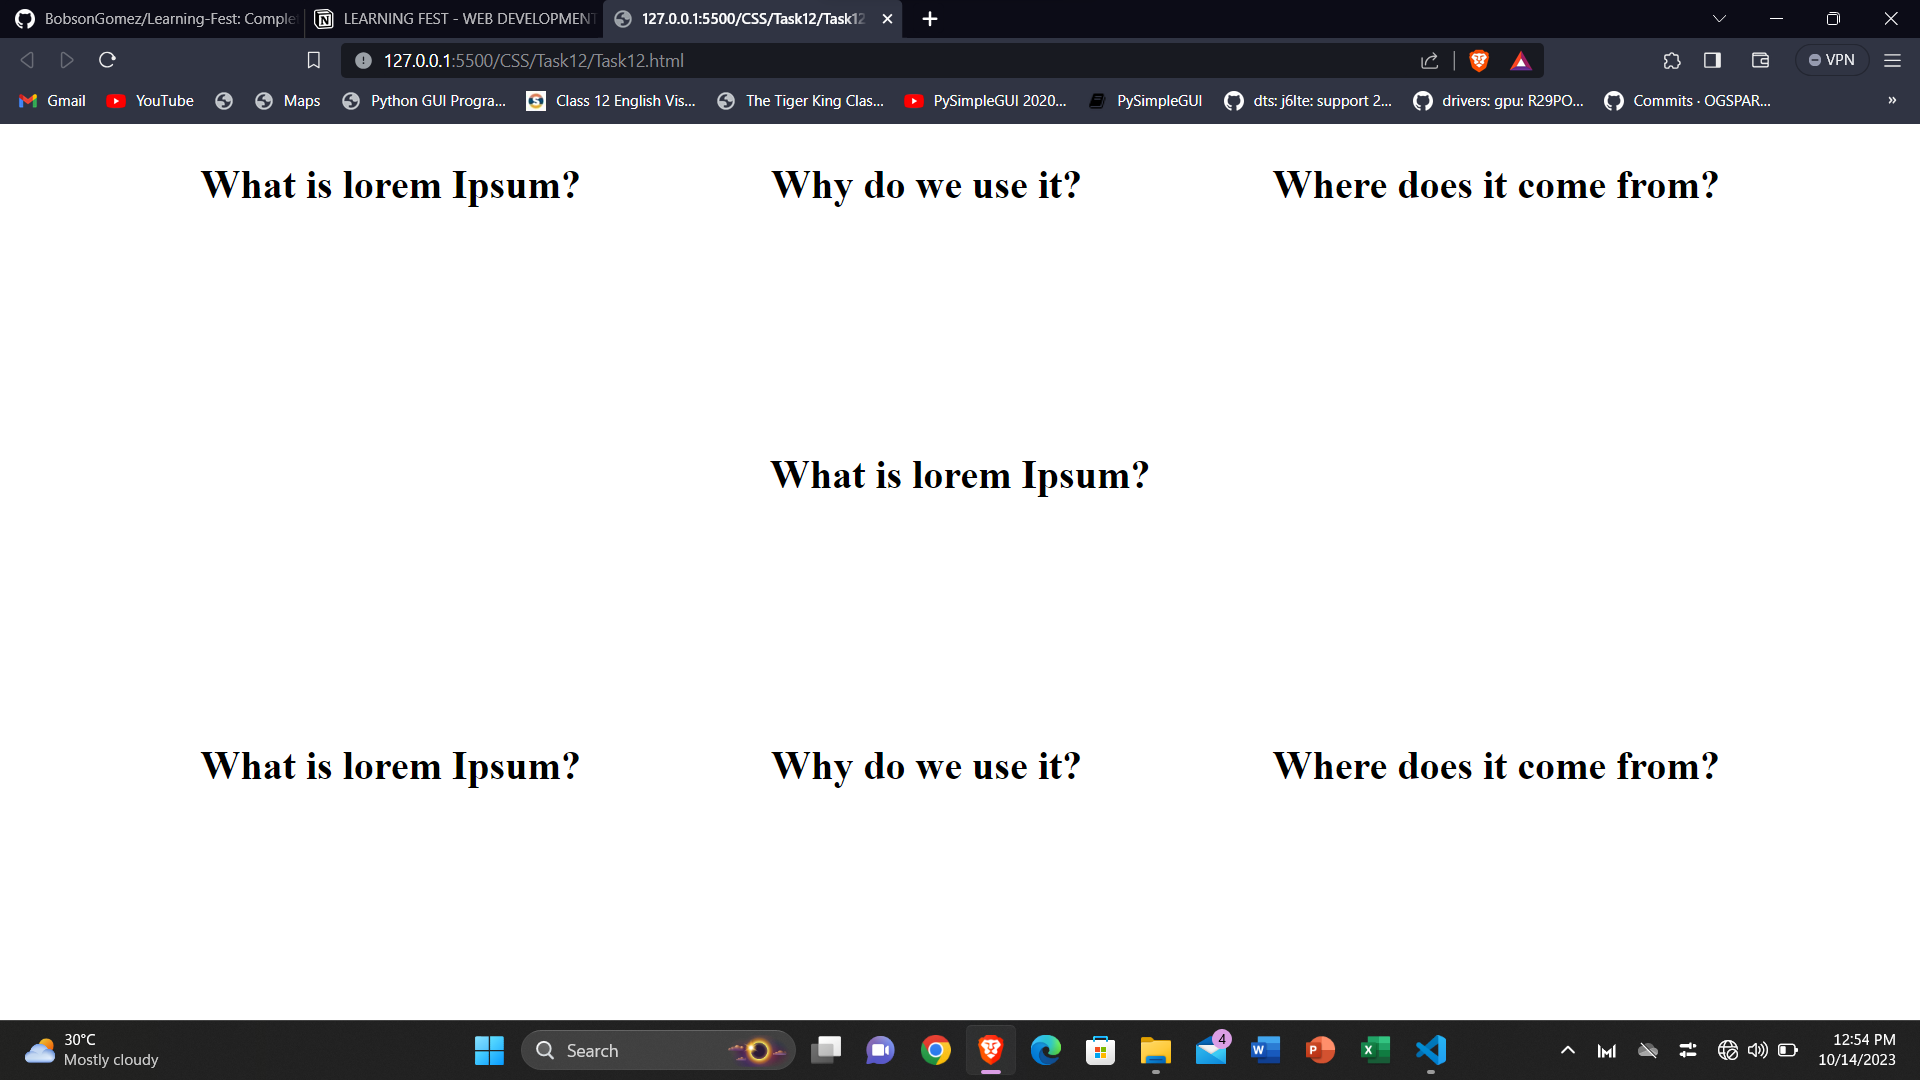 BobsonGomez/Learning-Fest: Comple
LEARNING FEST - WEB DEVELOPMENT
127.0.0.1:5500/CSS/Task12/Task12
127.0.0.1:5500/CSS/Task12/Task12.html
VPN
Gmail
YouTube
Maps
Python GUI Progra...
Class 12 English Vis...
The Tiger King Clas...
PySimpleGUI 2020...
PySimpleGUI
dts: j6lte: support 2...
drivers: gpu: R29PO...
Commits · OGSPAR...
»
What is lorem Ipsum?
Why do we use it?
Where does it come from?
What is lorem Ipsum?
What is lorem Ipsum?
Why do we use it?
Where does it come from?
30°C
Mostly cloudy
Search
4
12:54 PM
10/14/2023